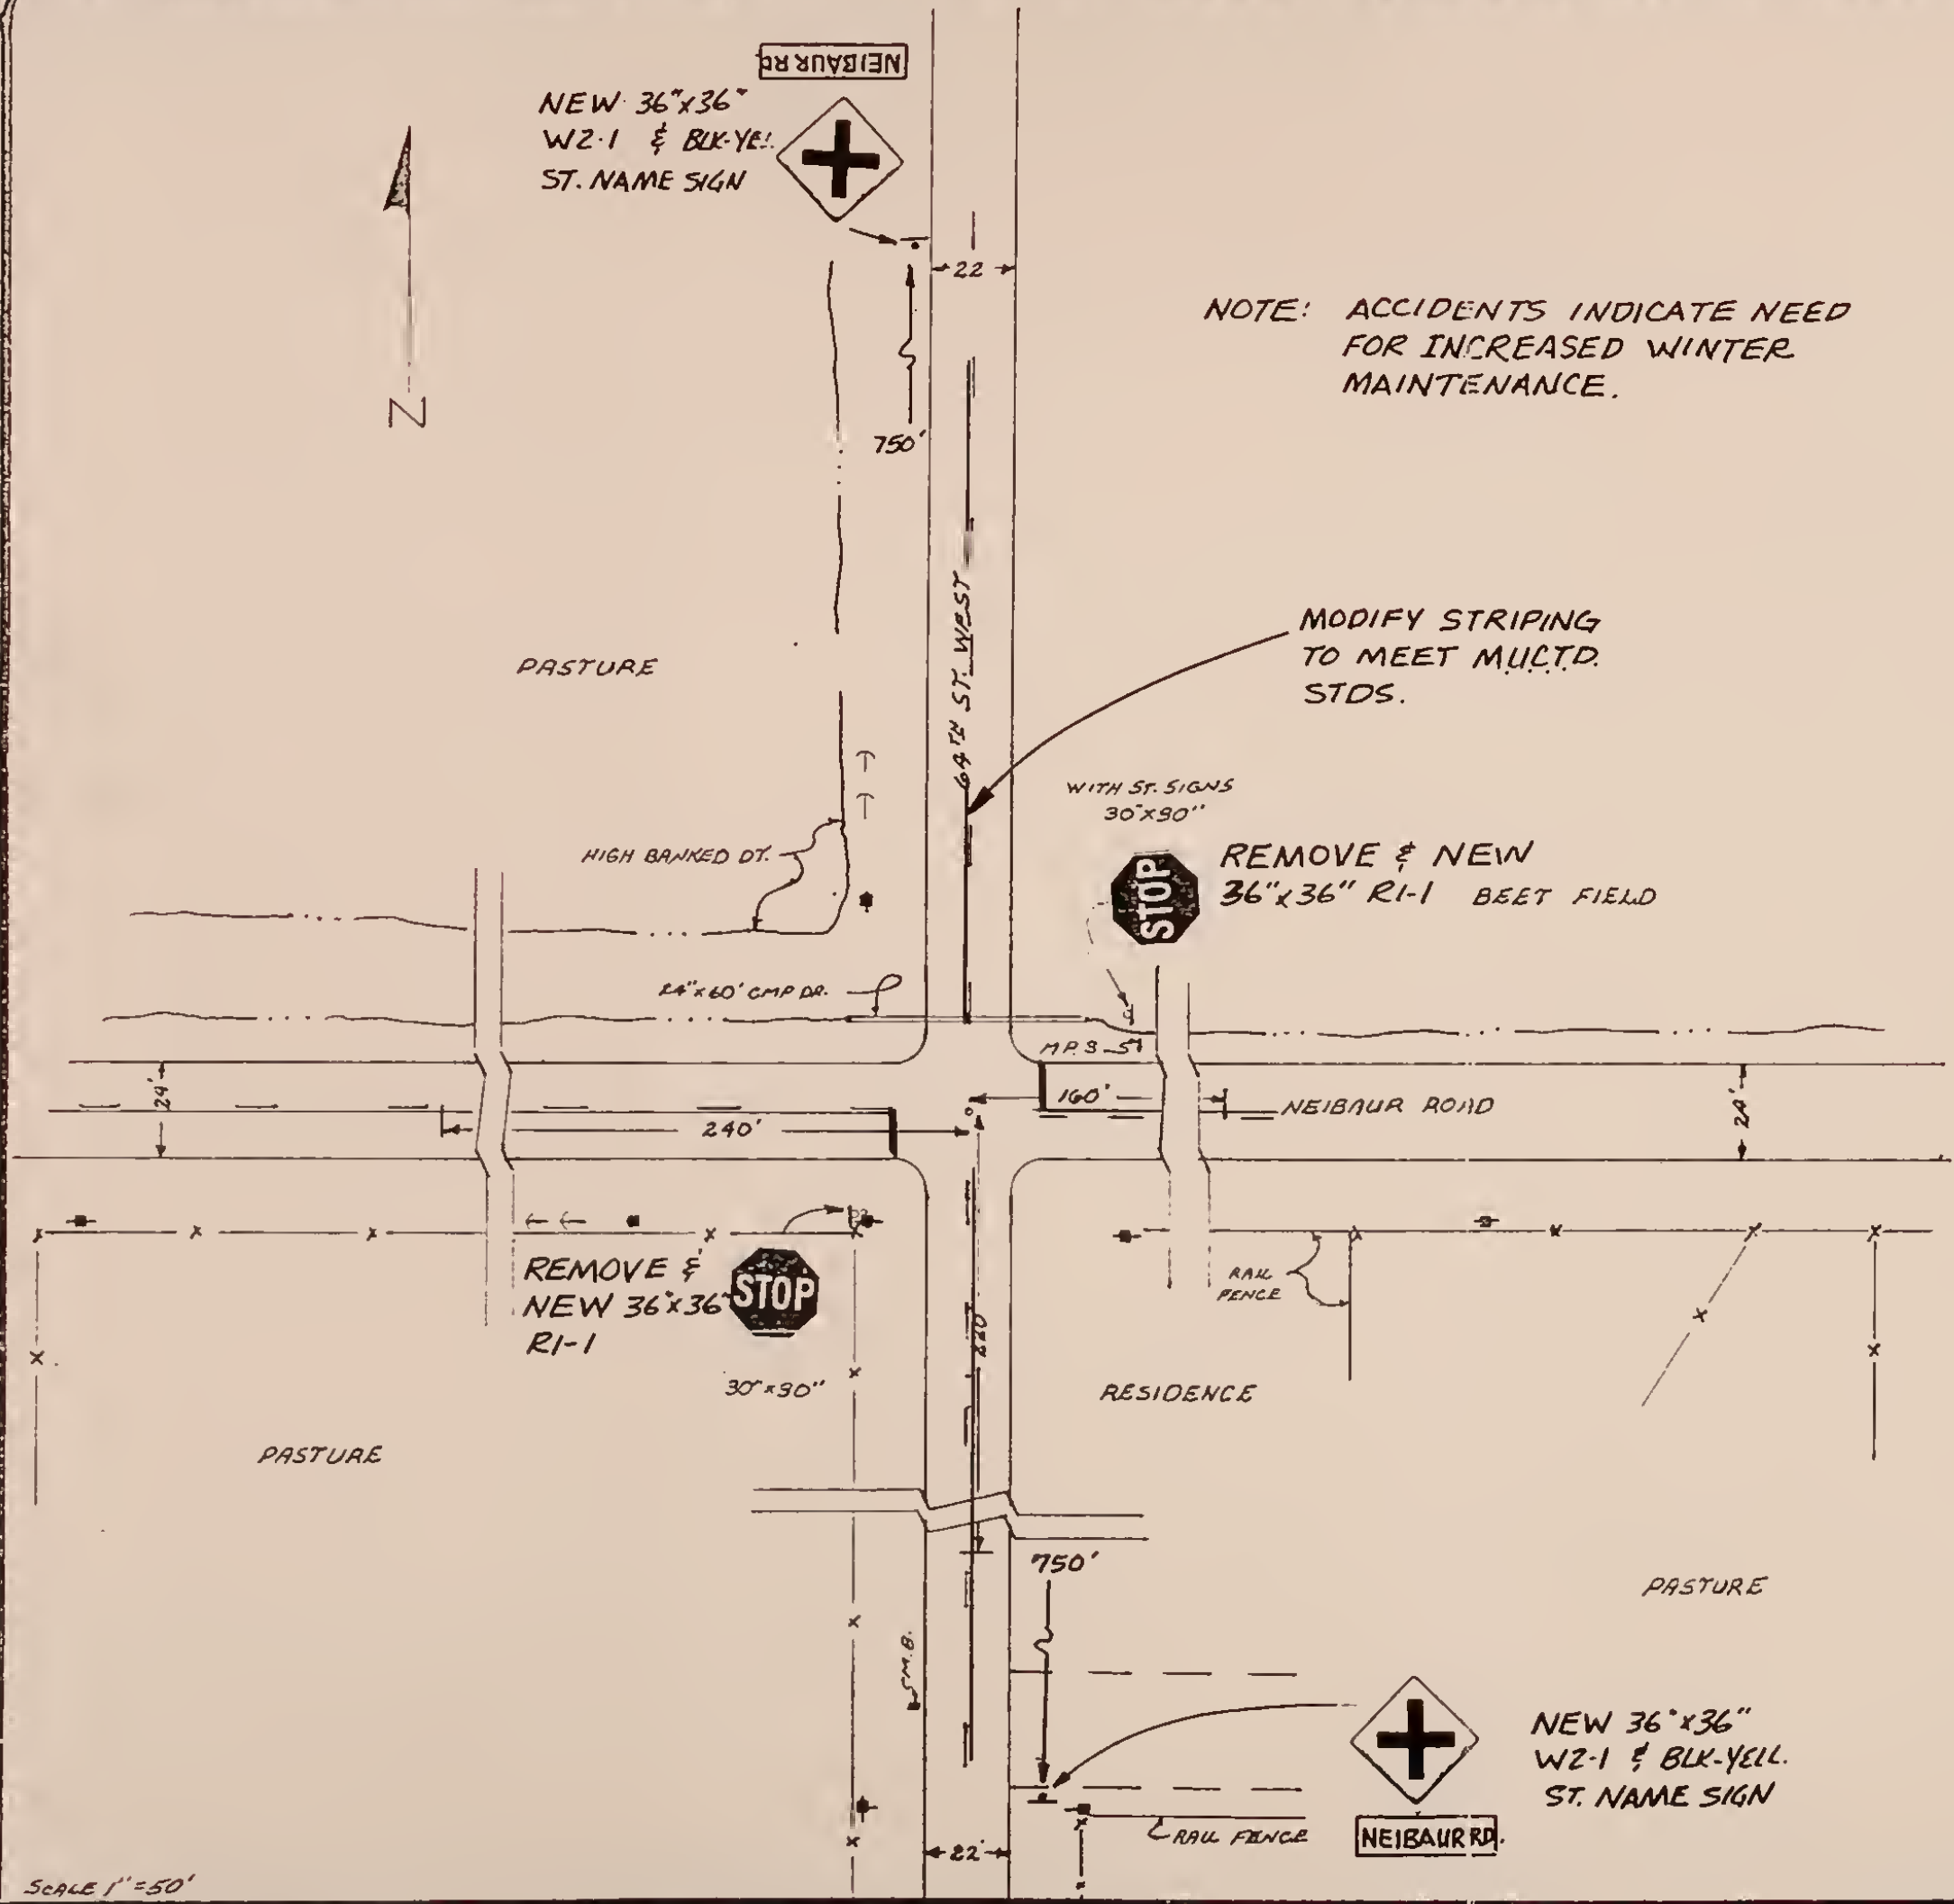 NEIBAUR RD
NEW 36"x36"
W2-1 & BLK-YEL.
ST. NAME SIGN
N
22
750'
NOTE: ACCIDENTS INDICATE NEED
FOR INCREASED WINTER
MAINTENANCE.
64TH ST. WEST
PASTURE
MODIFY STRIPING
TO MEET M.U.C.T.D.
STDS.
WITH ST. SIGNS
30"x30"
STOP
REMOVE & NEW
36"x36" R1-1 BEET FIELD
HIGH BANKED DT.
24"x60' CMP DR.
M.P. 3-51
24'
160'
NEIBAUR ROAD
24'
240'
REMOVE &
NEW 36"x36"
R1-1
STOP
30"x30"
220'
RAIL
FENCE
RESIDENCE
PASTURE
750'
PASTURE
M.B.
NEW 36"x36"
W2-1 & BLK-YELL.
ST. NAME SIGN
NEIBAUR RD.
RAIL FENCE
22'
SCALE 1"=50'